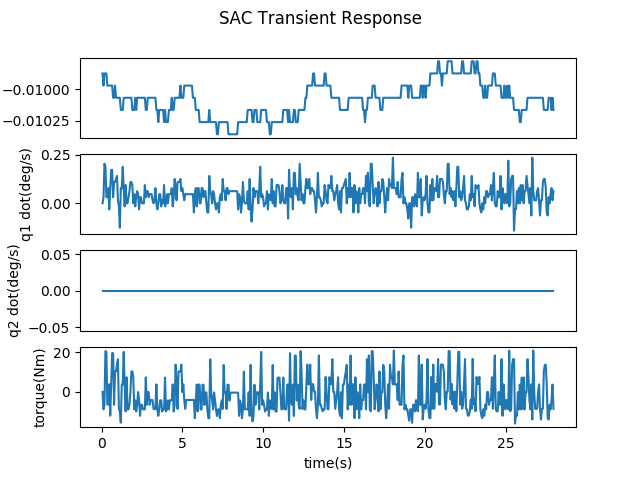 SAC Transient Response
−0.01000
−0.01025
0.25
0.00
q1 dot(deg/s)
0.05
0.00
−0.05
q2 dot(deg/s)
20
0
torque(Nm)
0 5 10 15 20 25
time(s)